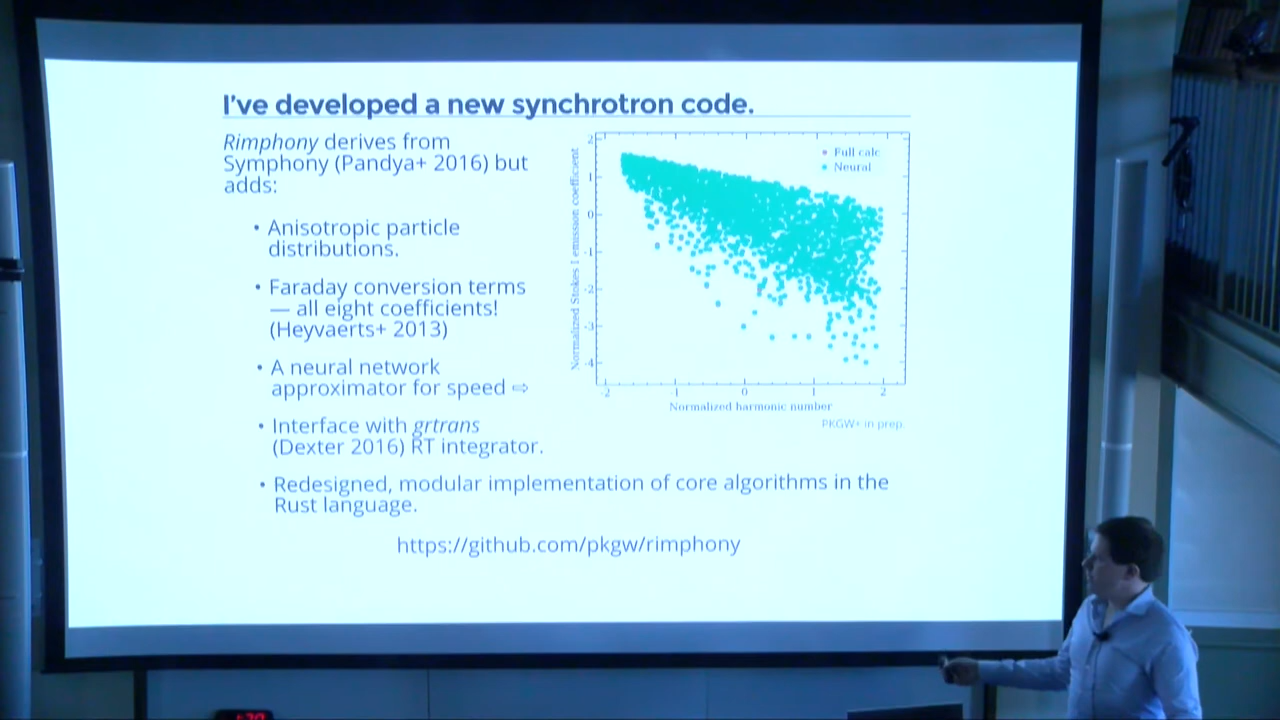 I've developed a new synchrotron code.
Rimphony derives from
Symphony (Pandya+ 2016) but
adds:
• Anisotropic particle
distributions.
• Faraday conversion terms
— all eight coefficients!
(Heyvaerts+ 2013)
• A neural network
approximator for speed ⇨
• Interface with grtrans
(Dexter 2016) RT integrator.
• Redesigned, modular implementation of core algorithms in the
Rust language.
https://github.com/pkgw/rimphony
Full calc
Neural
Normalized Stokes I emission coefficient
2
1
0
-1
-2
-3
-4
-2 -1 0 1 2
Normalized harmonic number
PKGW+ in prep.